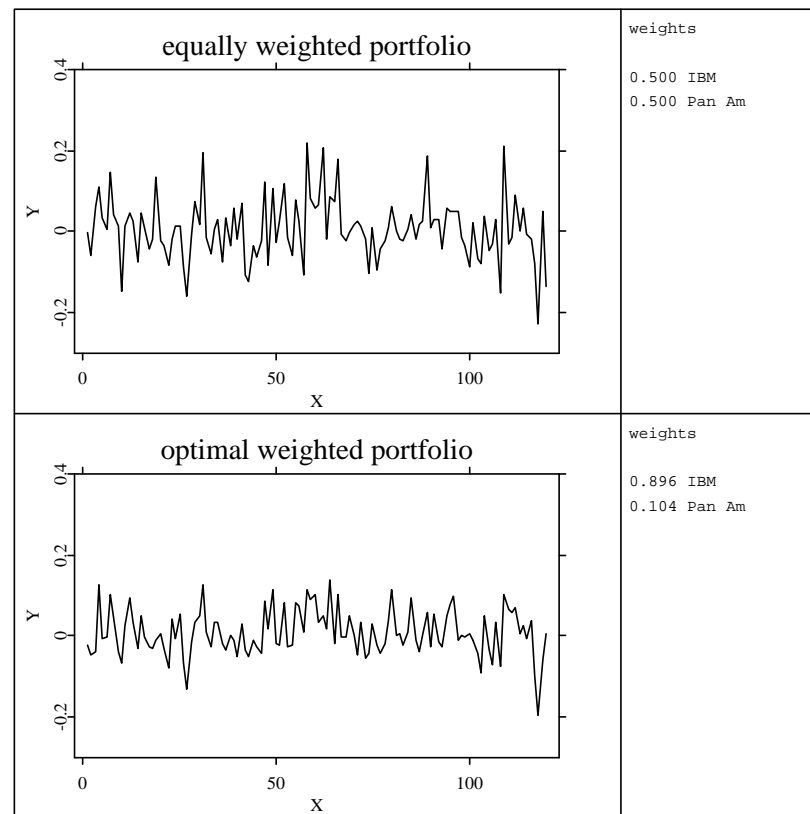 equally weighted portfolio
0.4
0.2
0
-0.2
Y
0
50
100
X
weights
0.500 IBM
0.500 Pan Am
optimal weighted portfolio
0.4
0.2
0
-0.2
Y
0
50
100
X
weights
0.896 IBM
0.104 Pan Am